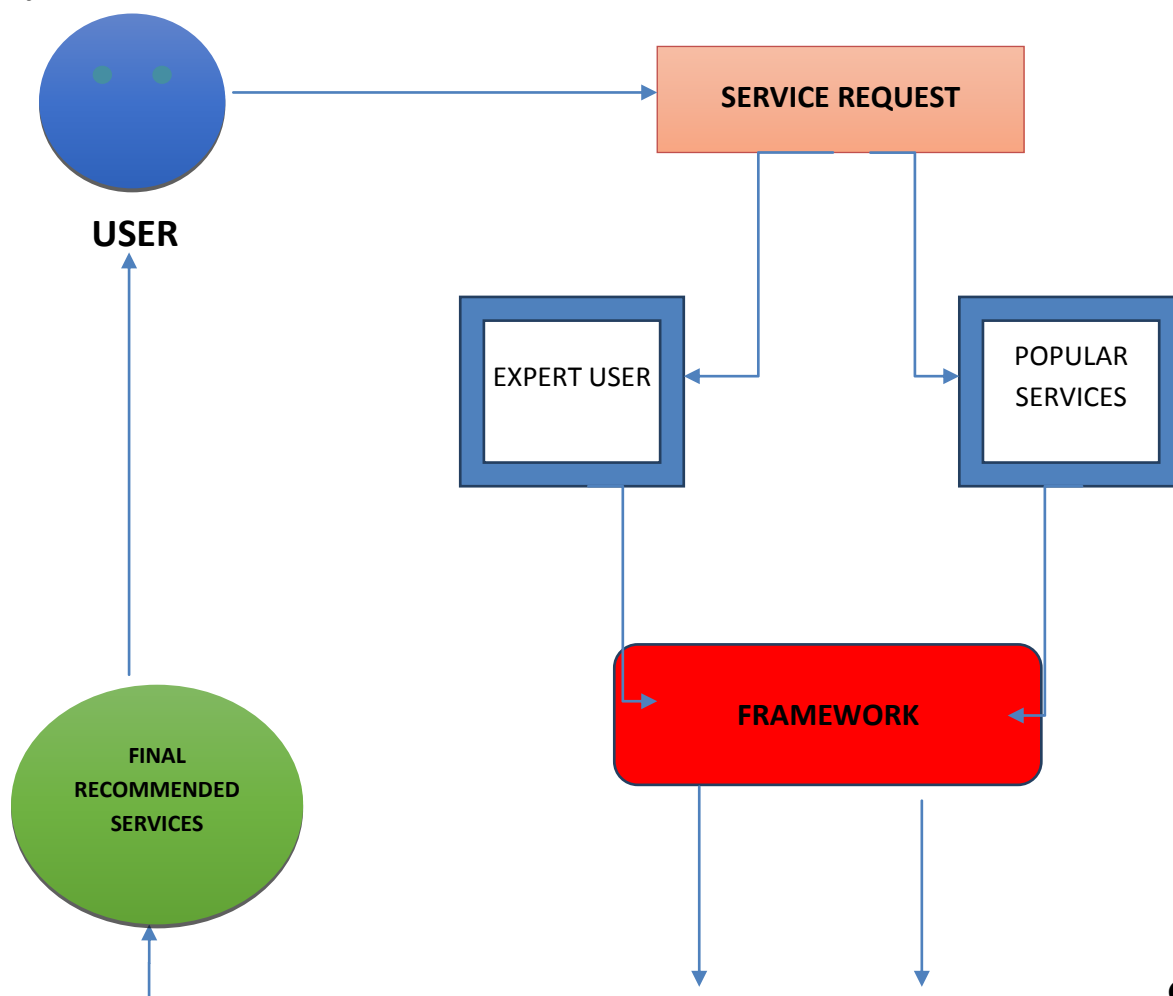 SERVICE REQUEST
USER
EXPERT USER
POPULAR
SERVICES
FRAMEWORK
FINAL
RECOMMENDED
SERVICES